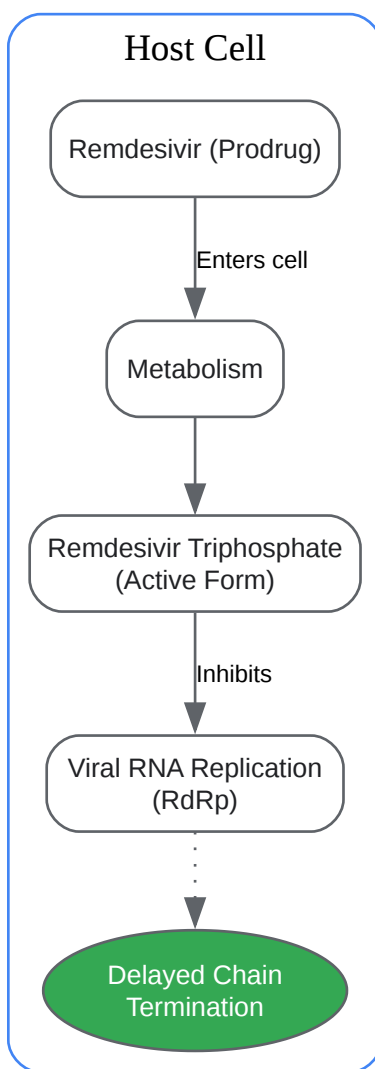 Host Cell
Remdesivir (Prodrug)
Enters cell
Metabolism
Remdesivir Triphosphate
(Active Form)
Inhibits
Viral RNA Replication
(RdRp)
Delayed Chain
Termination